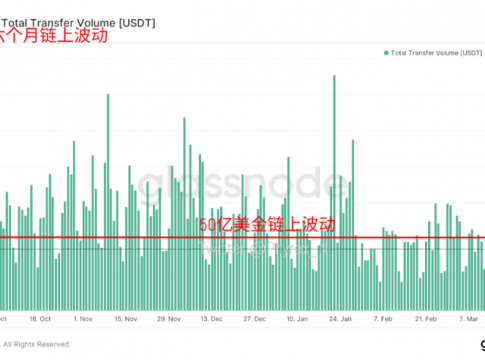 Total Transfer Volume [USDT]
六个月链上波动
Total Transfer Volume [USDT]
glassnode
50亿美金链上波动
Oct
18. Oct 1. Nov 15. Nov 29. Nov 13. Dec 27. Dec 10. Jan 24. Jan 7. Feb 21. Feb 7. Mar
All Rights Reserved.
g